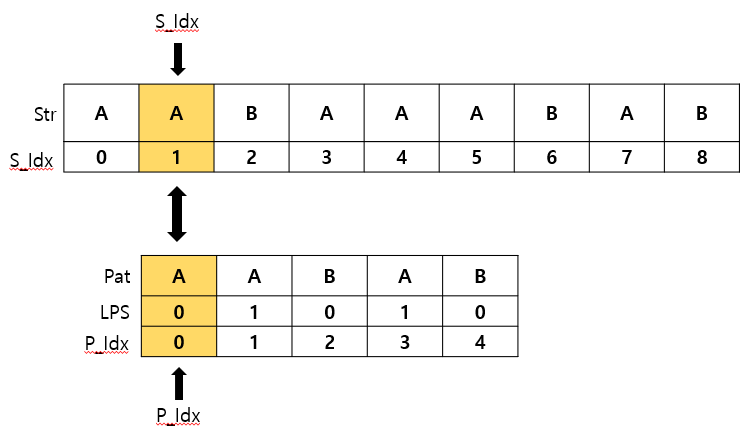 S_Idx
Str A A B A A A B A B
S_Idx 0 1 2 3 4 5 6 7 8
Pat A A B A B
LPS 0 1 0 1 0
P_Idx 0 1 2 3 4
P_Idx